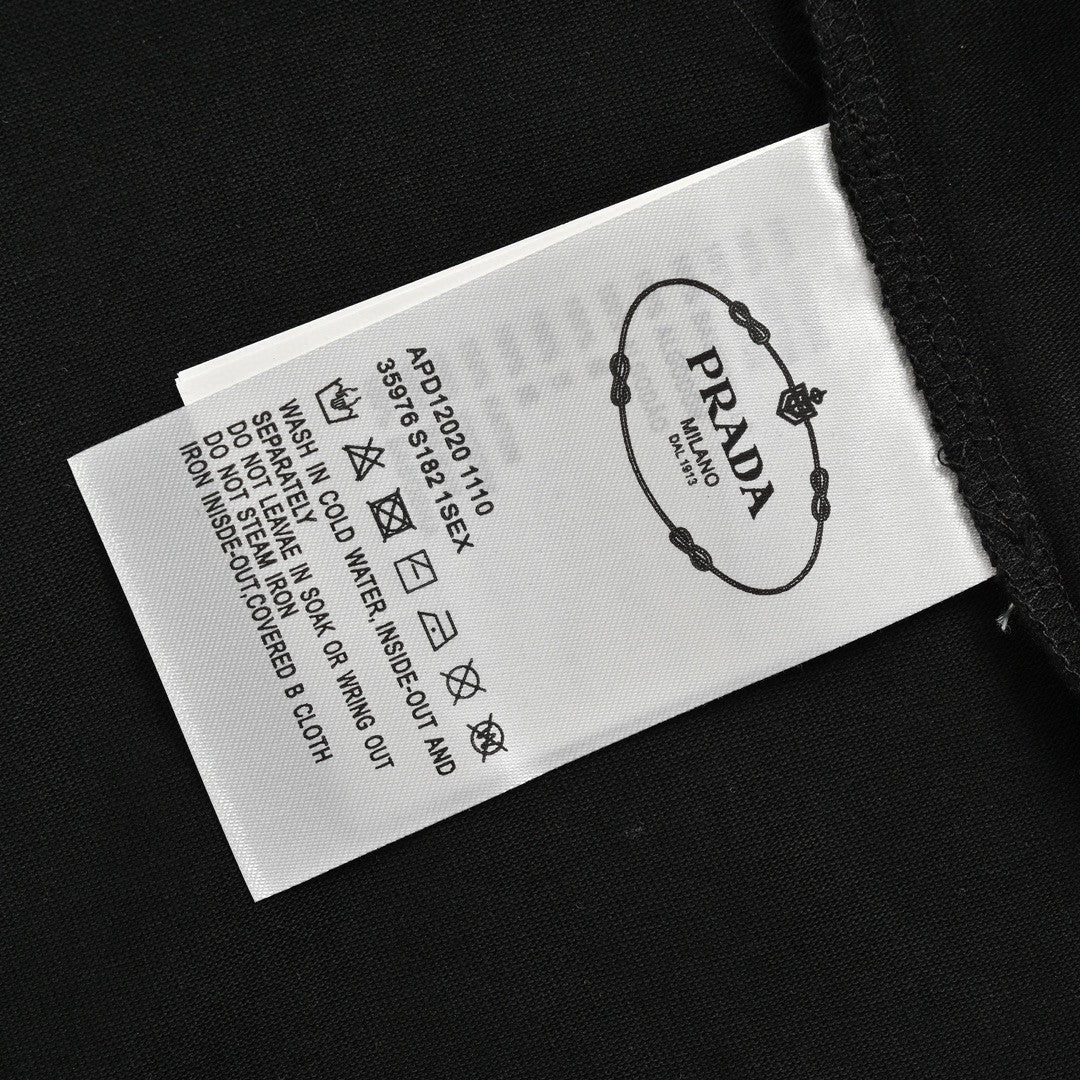 PRADA
MILANO
DAL 1913
APD12020 1110
35976 S182 1SEX
WASH IN COLD WATER, INSIDE-OUT AND
SEPARATELY
DO NOT LEAVAE IN SOAK OR WRING OUT
DO NOT STEAM IRON
IRON INISDE-OUT,COVERED B CLOTH